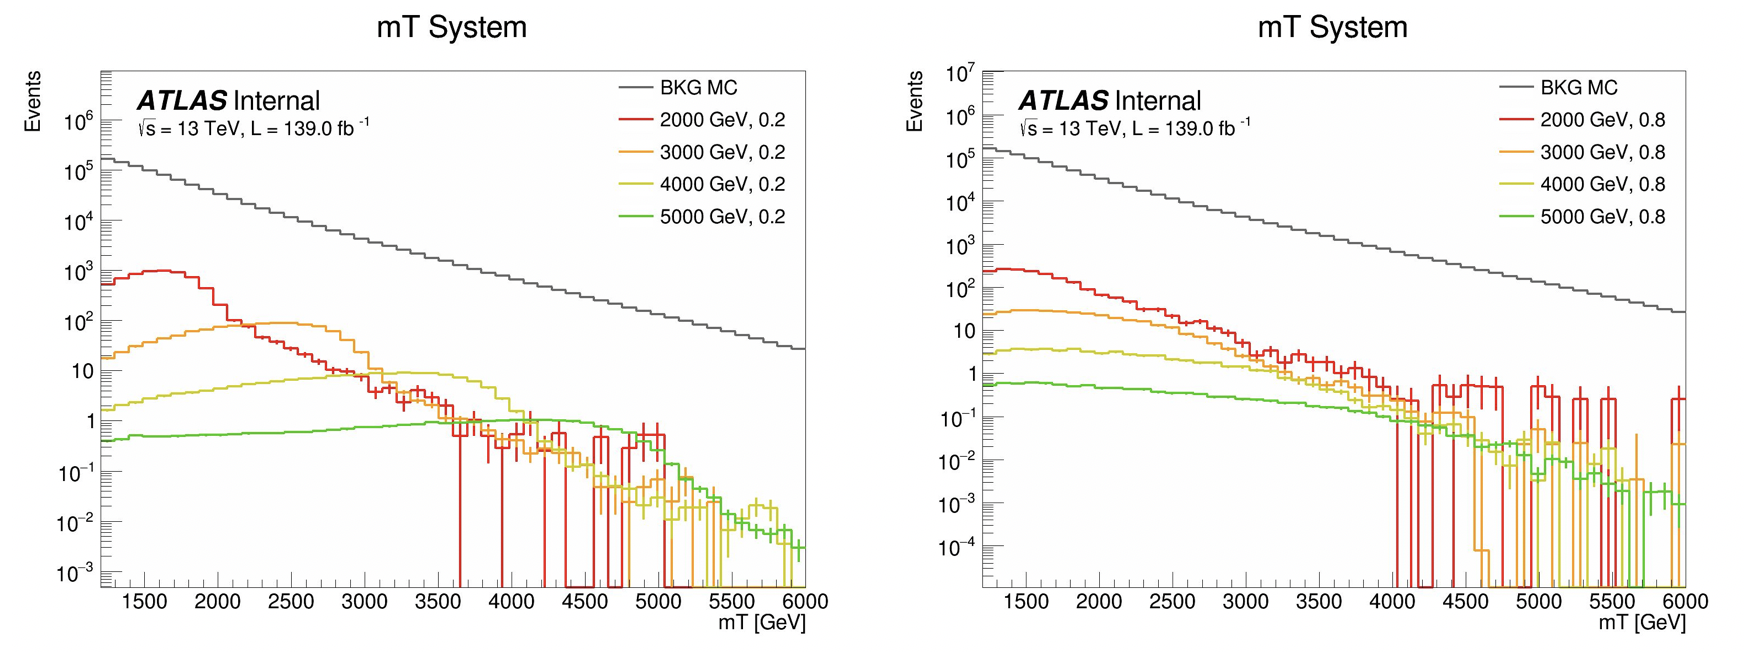 mT System
Events
10^6
10^5
10^4
10^3
10^2
10
1
10^-1
10^-2
10^-3
ATLAS Internal
√s = 13 TeV, L = 139.0 fb^-1
BKG MC
2000 GeV, 0.2
3000 GeV, 0.2
4000 GeV, 0.2
5000 GeV, 0.2
1500 2000 2500 3000 3500 4000 4500 5000 5500 6000
mT [GeV]
mT System
Events
10^7
10^6
10^5
10^4
10^3
10^2
10
1
10^-1
10^-2
10^-3
10^-4
ATLAS Internal
√s = 13 TeV, L = 139.0 fb^-1
BKG MC
2000 GeV, 0.8
3000 GeV, 0.8
4000 GeV, 0.8
5000 GeV, 0.8
1500 2000 2500 3000 3500 4000 4500 5000 5500 6000
mT [GeV]